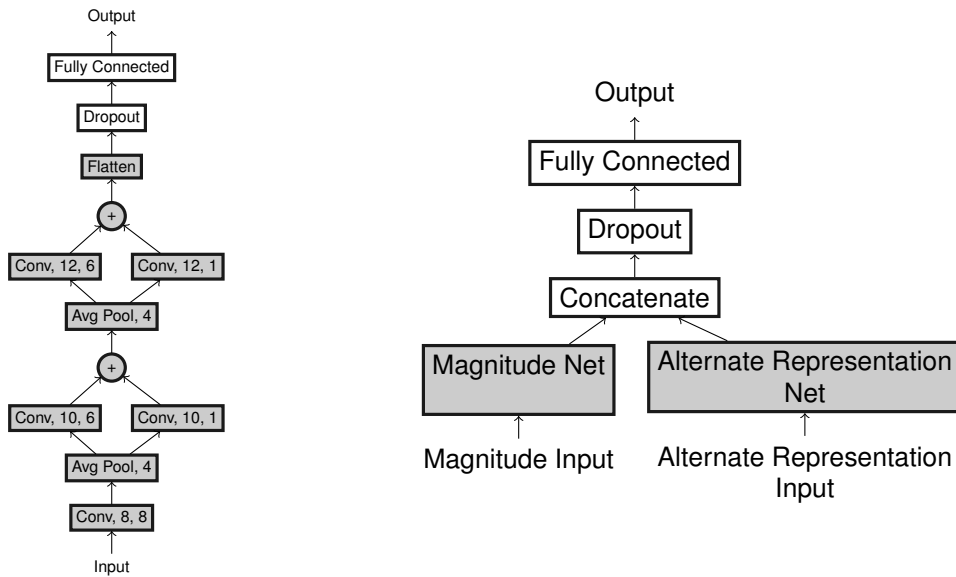 Output
Fully Connected
Dropout
Flatten
+
Conv, 12, 6
Conv, 12, 1
Avg Pool, 4
+
Conv, 10, 6
Conv, 10, 1
Avg Pool, 4
Conv, 8, 8
Input
Output
Fully Connected
Dropout
Concatenate
Magnitude Net
Alternate Representation
Net
Magnitude Input
Alternate Representation
Input